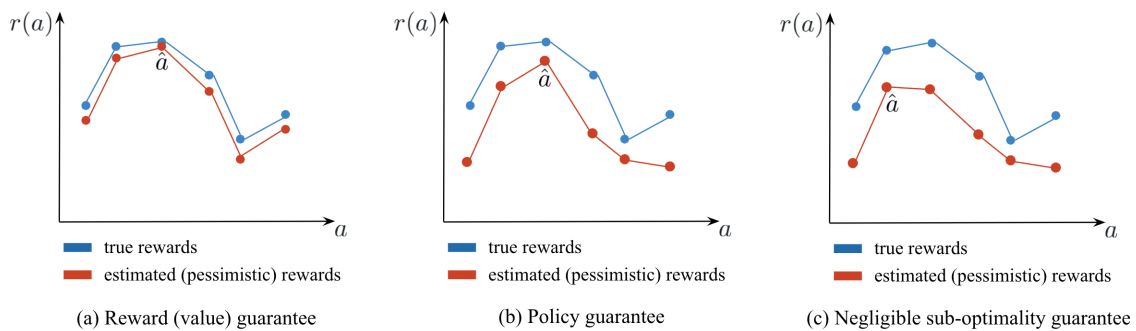 r(a)
â
a
true rewards
estimated (pessimistic) rewards
(a) Reward (value) guarantee
r(a)
â
a
true rewards
estimated (pessimistic) rewards
(b) Policy guarantee
r(a)
â
a
true rewards
estimated (pessimistic) rewards
(c) Negligible sub-optimality guarantee